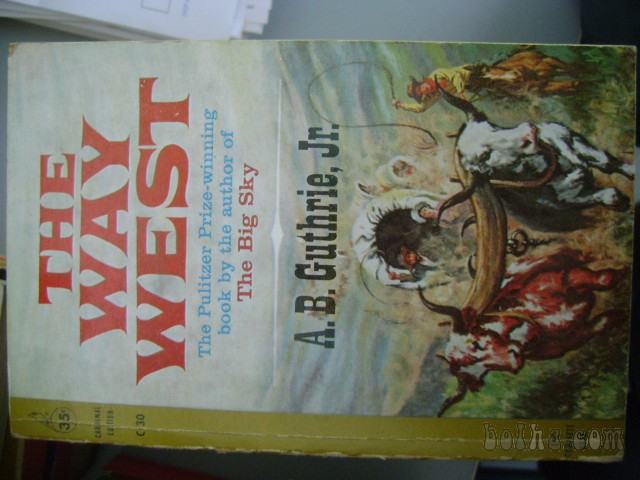 35¢
CARDINAL
EDITION
C-30
THE
WAY
WEST
The Pulitzer Prize-winning
book by the author of
The Big Sky
A. B. Guthrie, Jr.
bolha.com